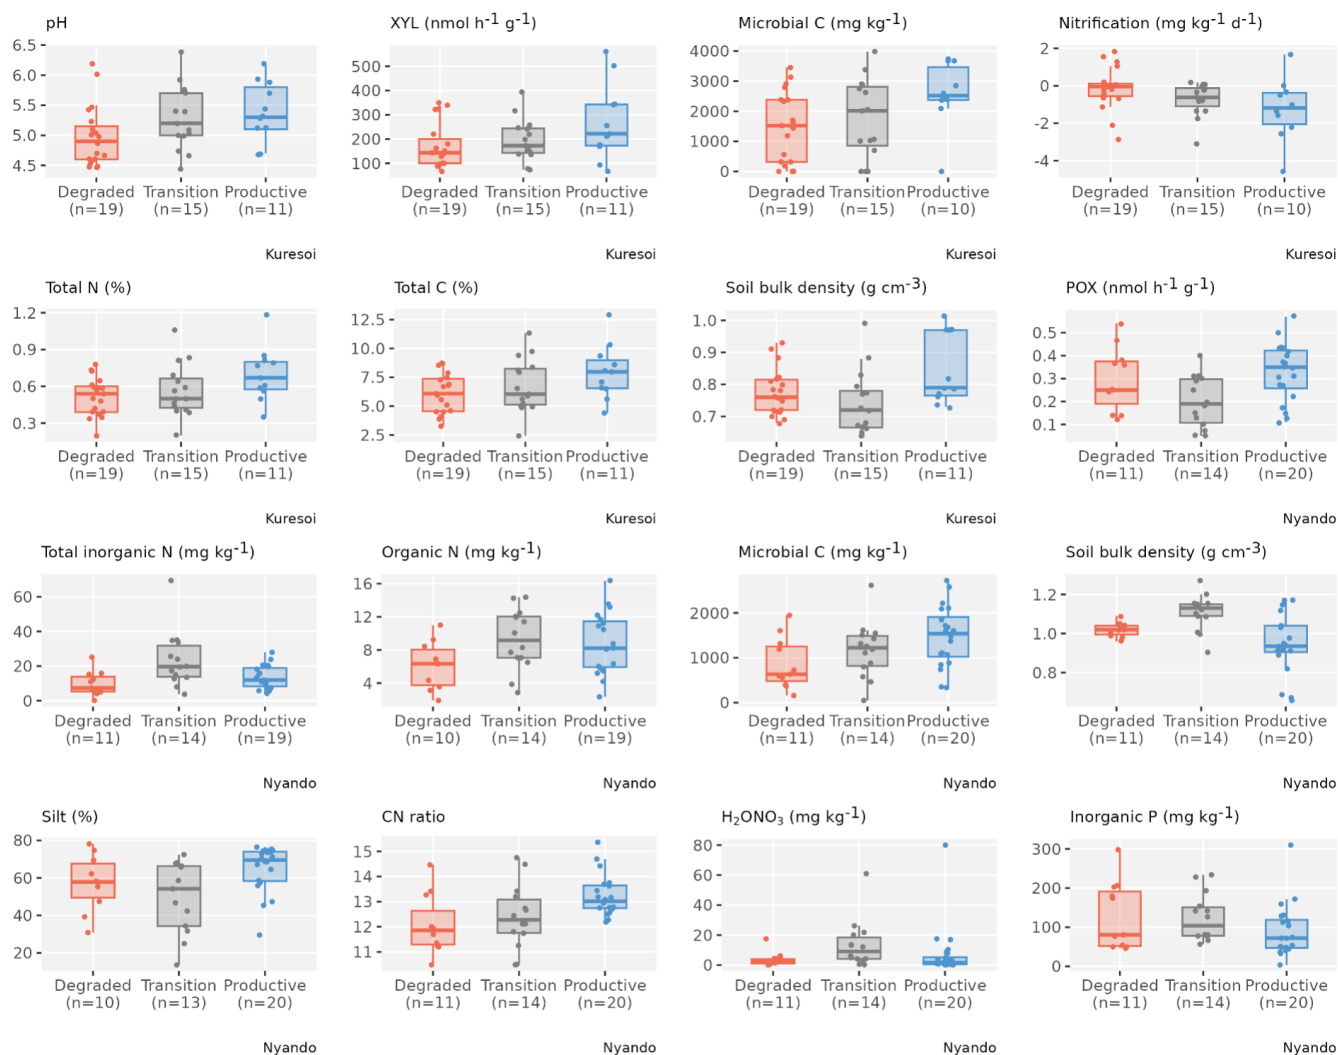 pH
6.5
6.0
5.5
5.0
4.5
Degraded Transition Productive
(n=19) (n=15) (n=11)
Kuresoi
XYL (nmol h⁻¹ g⁻¹)
500
400
300
200
100
Degraded Transition Productive
(n=19) (n=15) (n=11)
Kuresoi
Microbial C (mg kg⁻¹)
4000
3000
2000
1000
0
Degraded Transition Productive
(n=19) (n=15) (n=10)
Kuresoi
Nitrification (mg kg⁻¹ d⁻¹)
2
0
-2
-4
Degraded Transition Productive
(n=19) (n=15) (n=10)
Kuresoi
Total N (%)
1.2
0.9
0.6
0.3
Degraded Transition Productive
(n=19) (n=15) (n=11)
Kuresoi
Total C (%)
12.5
10.0
7.5
5.0
2.5
Degraded Transition Productive
(n=19) (n=15) (n=11)
Kuresoi
Soil bulk density (g cm⁻³)
1.0
0.9
0.8
0.7
Degraded Transition Productive
(n=19) (n=15) (n=11)
Kuresoi
POX (nmol h⁻¹ g⁻¹)
0.5
0.4
0.3
0.2
0.1
Degraded Transition Productive
(n=11) (n=14) (n=20)
Nyando
Total inorganic N (mg kg⁻¹)
60
40
20
0
Degraded Transition Productive
(n=11) (n=14) (n=19)
Nyando
Organic N (mg kg⁻¹)
16
12
8
4
Degraded Transition Productive
(n=10) (n=14) (n=19)
Nyando
Microbial C (mg kg⁻¹)
2000
1000
0
Degraded Transition Productive
(n=11) (n=14) (n=20)
Nyando
Soil bulk density (g cm⁻³)
1.2
1.0
0.8
Degraded Transition Productive
(n=11) (n=14) (n=20)
Nyando
Silt (%)
80
60
40
20
Degraded Transition Productive
(n=10) (n=13) (n=20)
Nyando
CN ratio
15
14
13
12
11
Degraded Transition Productive
(n=11) (n=14) (n=20)
Nyando
H₂ONO₃ (mg kg⁻¹)
80
60
40
20
0
Degraded Transition Productive
(n=11) (n=14) (n=20)
Nyando
Inorganic P (mg kg⁻¹)
300
200
100
0
Degraded Transition Productive
(n=11) (n=14) (n=20)
Nyando